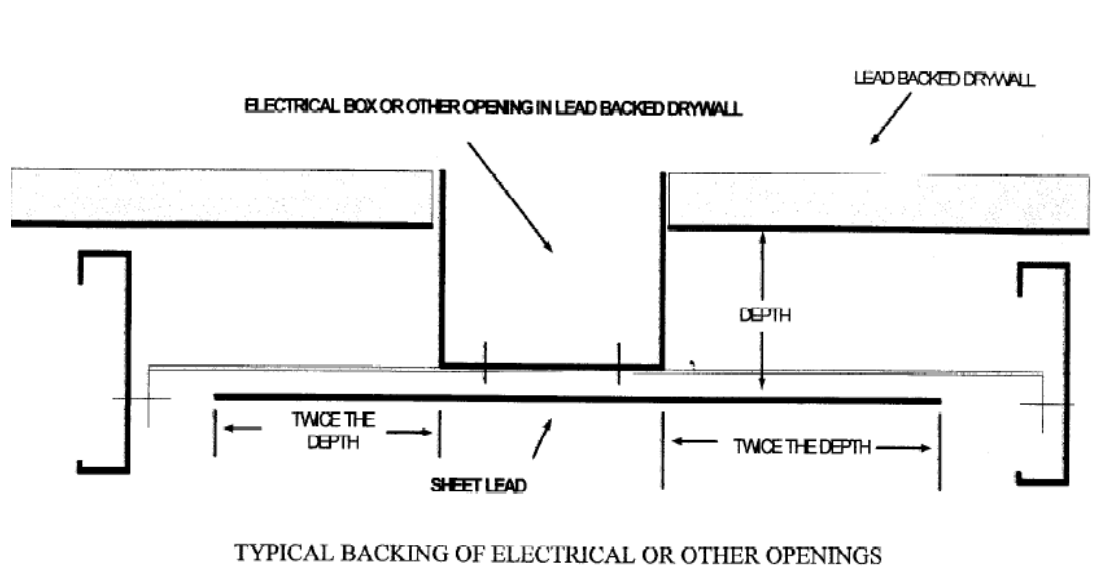 LEAD BACKED DRYWALL
ELECTRICAL BOX OR OTHER OPENING IN LEAD BACKED DRYWALL
DEPTH
TWICE THE
DEPTH
TWICE THE DEPTH
SHEET LEAD
TYPICAL BACKING OF ELECTRICAL OR OTHER OPENINGS